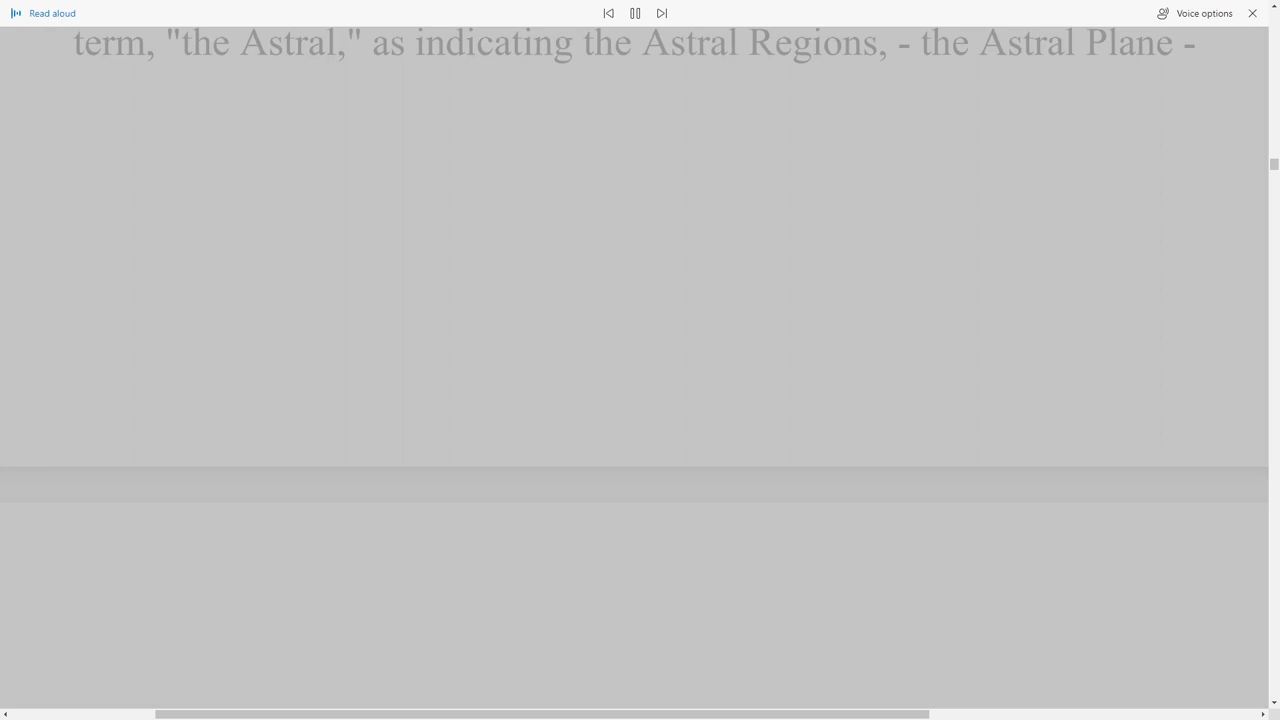 Read aloud
Voice options
term, "the Astral," as indicating the Astral Regions, - the Astral Plane -